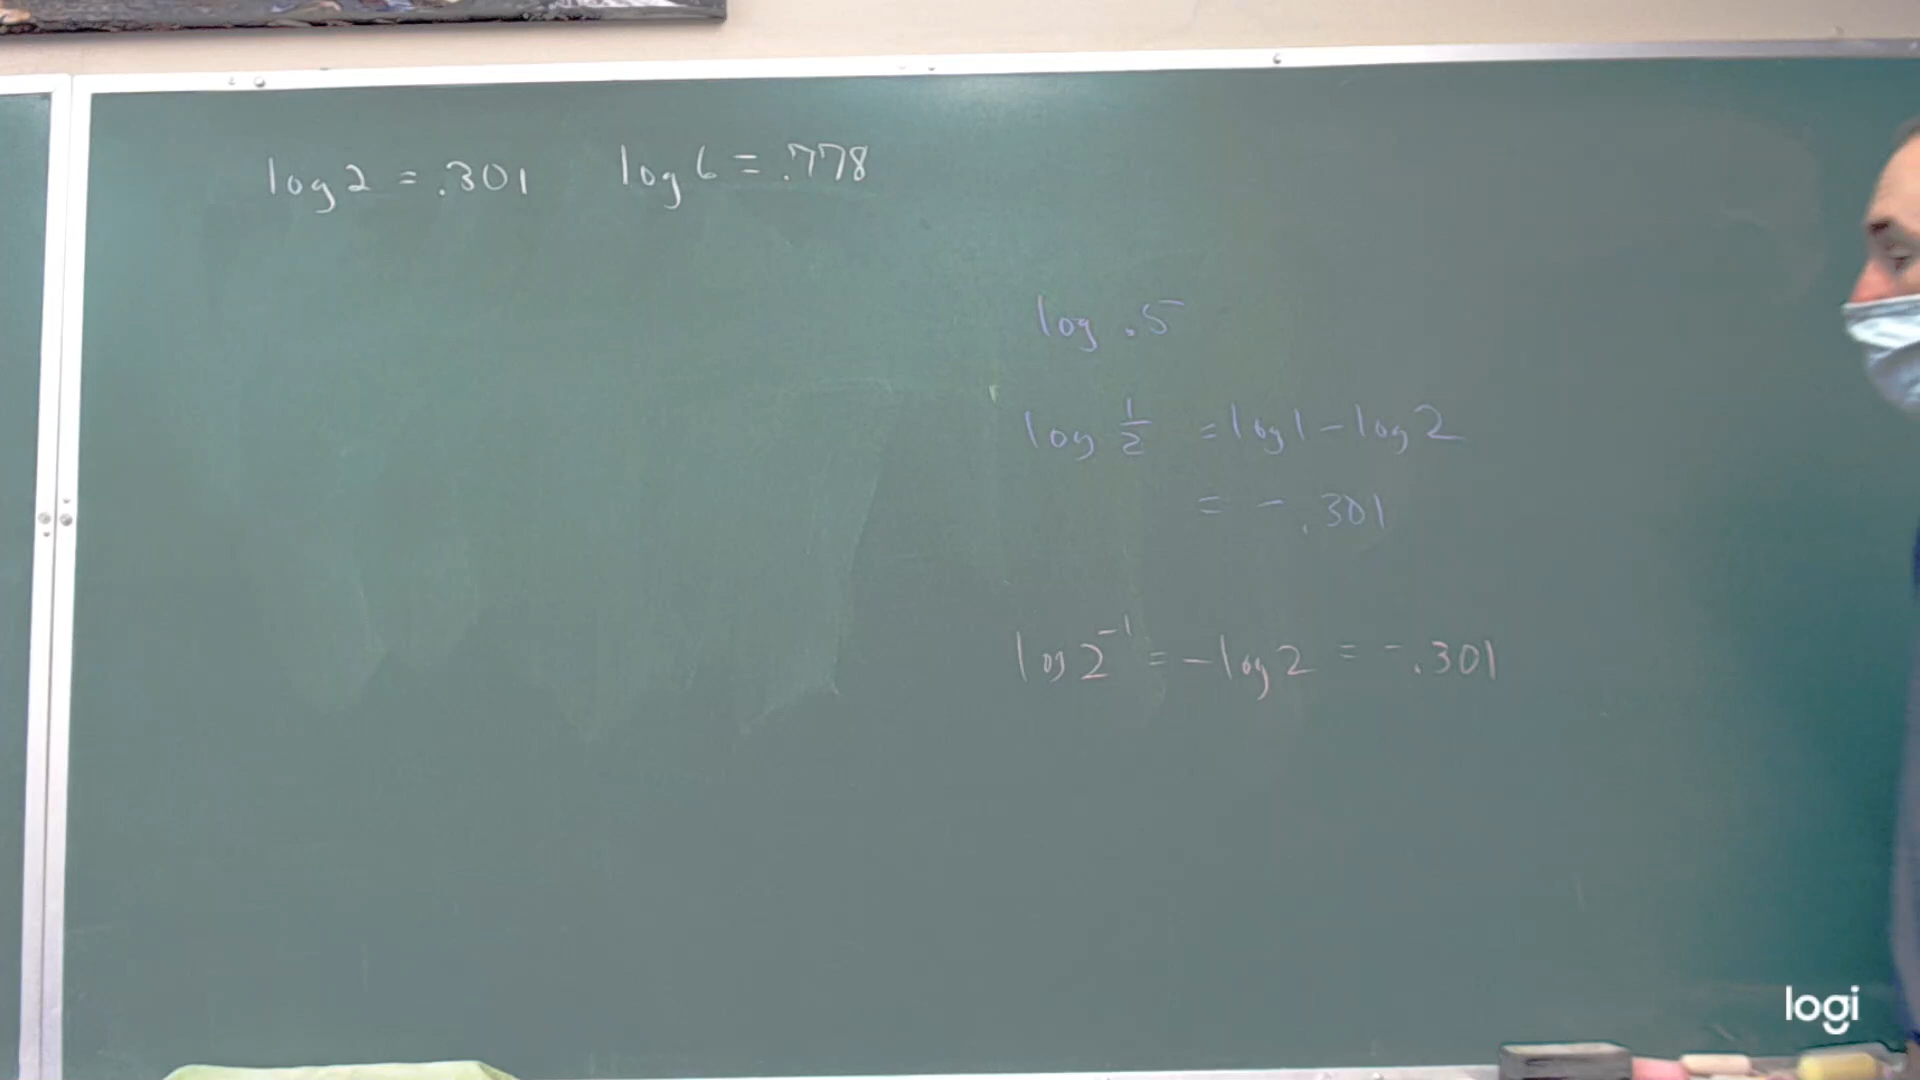 log 2 = .301 log 6 = .778
log .5
log 1/2 = log 1 - log 2
= - .301
log 2⁻¹ = - log 2 = - .301
logi